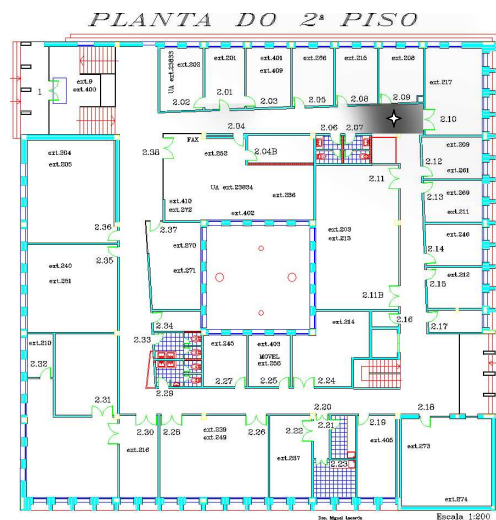 PLANTA DO 2º PISO
ext.9
ext.400
1
UA ext.23833
ext.202
ext.201
ext.401
ext.409
ext.266
ext.215
ext.208
ext.217
2.02
2.01
2.03
2.05
2.08
2.09
2.10
2.04
2.06
2.07
FAX
ext.252
2.04B
2.38
2.11
2.12
ext.209
ext.261
ext.204
ext.205
UA ext.23834
ext.236
ext.410
ext.272
ext.402
2.13
ext.269
ext.211
2.36
2.37
ext.203
ext.213
ext.246
2.35
ext.270
2.14
ext.240
ext.251
ext.271
ext.212
2.15
2.11B
2.34
ext.214
2.16
2.17
2.33
ext.210
ext.245
ext.403
MOVEL
ext.256
2.32
2.29
2.27
2.25
2.24
2.31
2.30
2.28
2.26
2.20
2.19
2.18
ext.216
ext.239
ext.249
2.22
2.21
ext.405
ext.273
ext.237
2.23
ext.274
Escala 1:200